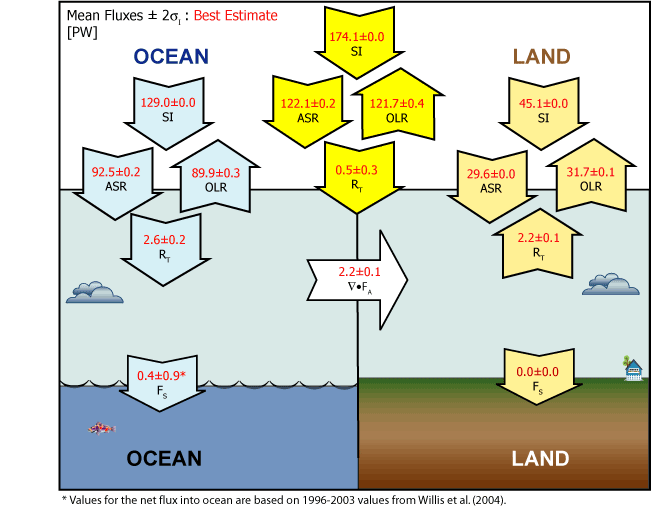 Mean Fluxes ± 2σI : Best Estimate
[PW]
OCEAN
LAND
174.1±0.0
SI
129.0±0.0
SI
122.1±0.2
ASR
121.7±0.4
OLR
45.1±0.0
SI
92.5±0.2
ASR
89.9±0.3
OLR
0.5±0.3
RT
29.6±0.0
ASR
31.7±0.1
OLR
2.6±0.2
RT
2.2±0.1
RT
2.2±0.1
∇•FA
0.4±0.9*
FS
0.0±0.0
FS
OCEAN
LAND
* Values for the net flux into ocean are based on 1996-2003 values from Willis et al. (2004).